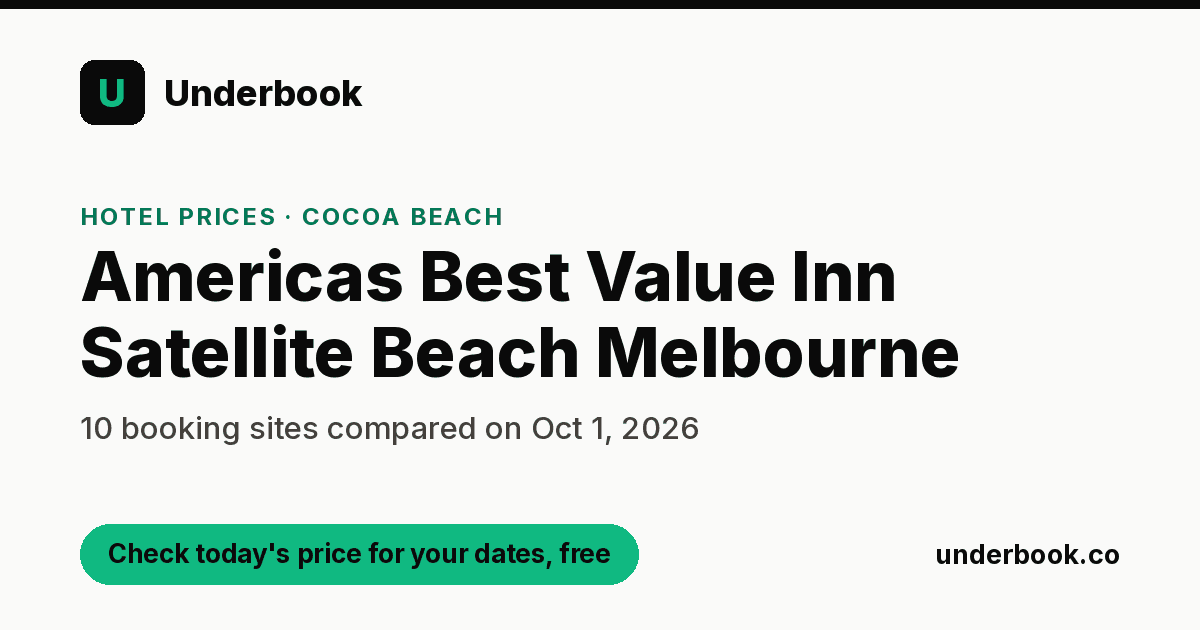 U Underbook
HOTEL PRICES · COCOA BEACH
Americas Best Value Inn
Satellite Beach Melbourne
10 booking sites compared on Oct 1, 2026
Check today's price for your dates, free
underbook.co